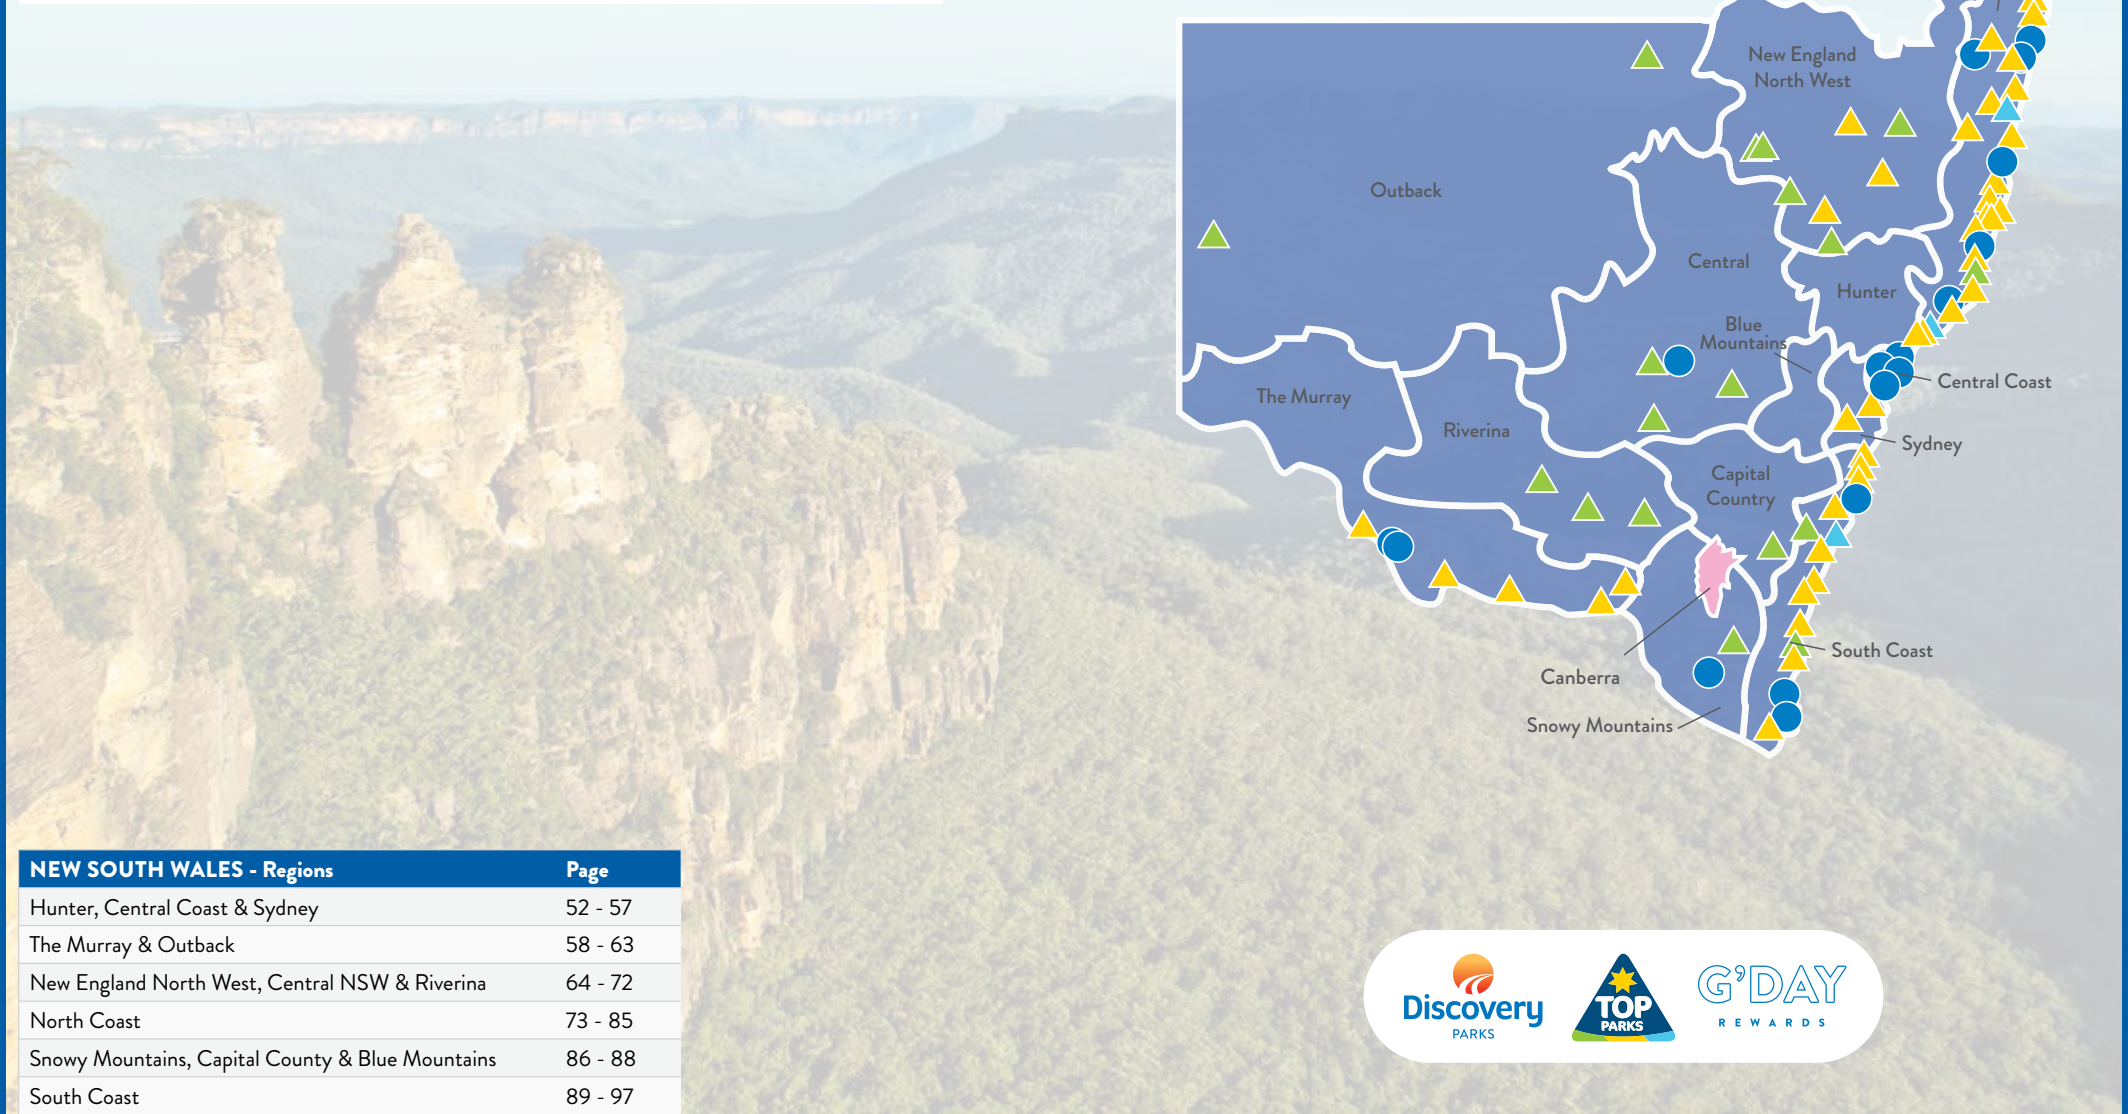 New England
North West
Outback
Central
Hunter
Blue
Mountains
The Murray
Central Coast
Riverina
Sydney
Capital
Country
South Coast
Canberra
Snowy Mountains
NEW SOUTH WALES - Regions Page
Hunter, Central Coast & Sydney 52 - 57
The Murray & Outback 58 - 63
New England North West, Central NSW & Riverina 64 - 72
North Coast 73 - 85
Snowy Mountains, Capital County & Blue Mountains 86 - 88
South Coast 89 - 97
Discovery
PARKS
TOP
PARKS
G'DAY
REWARDS